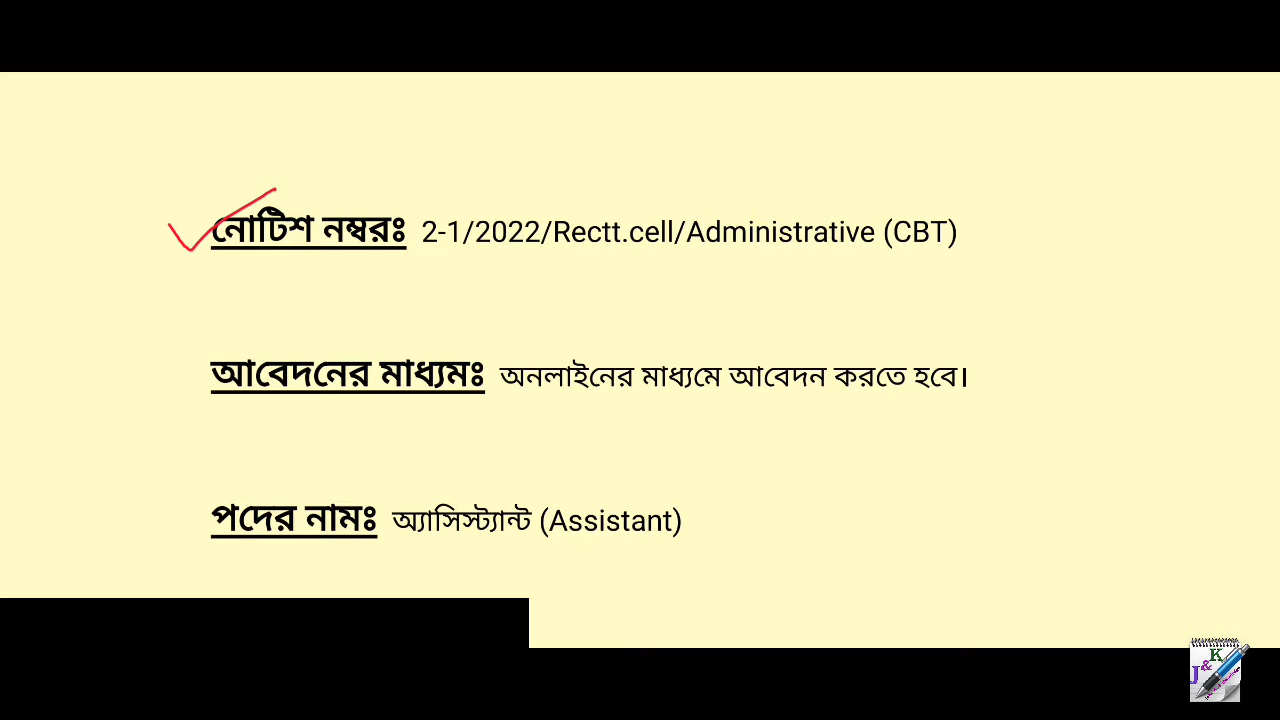 নোটিশ নম্বরঃ 2-1/2022/Rectt.cell/Administrative (CBT)
আবেদনের মাধ্যমঃ অনলাইনের মাধ্যমে আবেদন করতে হবে।
পদের নামঃ অ্যাসিস্ট্যান্ট (Assistant)
J&K